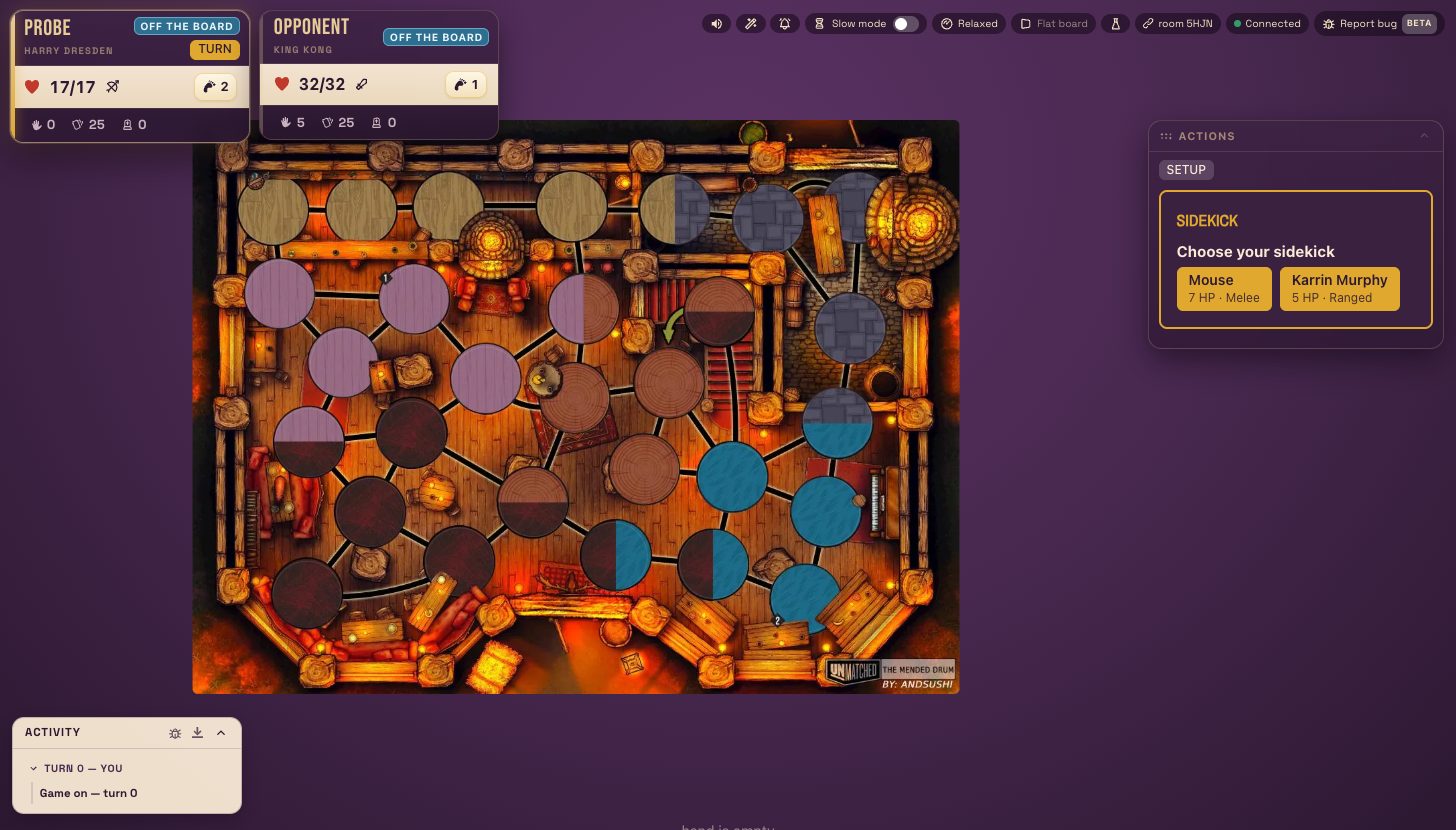 PROBE
OFF THE BOARD
HARRY DRESDEN
TURN
17/17
2
0
25
0
OPPONENT
OFF THE BOARD
KING KONG
32/32
1
5
25
0
Slow mode
Relaxed
Flat board
room 5HJN
Connected
Report bug
BETA
ACTIONS
SETUP
SIDEKICK
Choose your sidekick
Mouse
7 HP · Melee
Karrin Murphy
5 HP · Ranged
1
2
UNMATCHED
THE MENDED DRUM
BY: ANDSUSHI
ACTIVITY
TURN 0 — YOU
Game on — turn 0
hand is empty